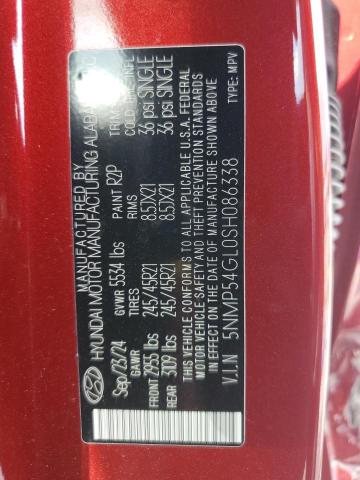 MANUFACTURED BY
HYUNDAI MOTOR MANUFACTURING ALABAMA
Sep/23/24 GVWR 5534 lbs PAINT R2P TRANS
GAWR TIRES RIMS COLD
FRONT 2955 lbs 245/45R21 8.5JX21 36 psi SINGLE
REAR 3109 lbs 245/45R21 8.5JX21 36 psi SINGLE
THIS VEHICLE CONFORMS TO ALL APPLICABLE U.S.A. FEDERAL
MOTOR VEHICLE SAFETY, BUMPER, AND THEFT PREVENTION STANDARDS
IN EFFECT ON THE DATE OF MANUFACTURE SHOWN ABOVE.
V.I.N 5NMP54GL0SH086338 TYPE: MPV